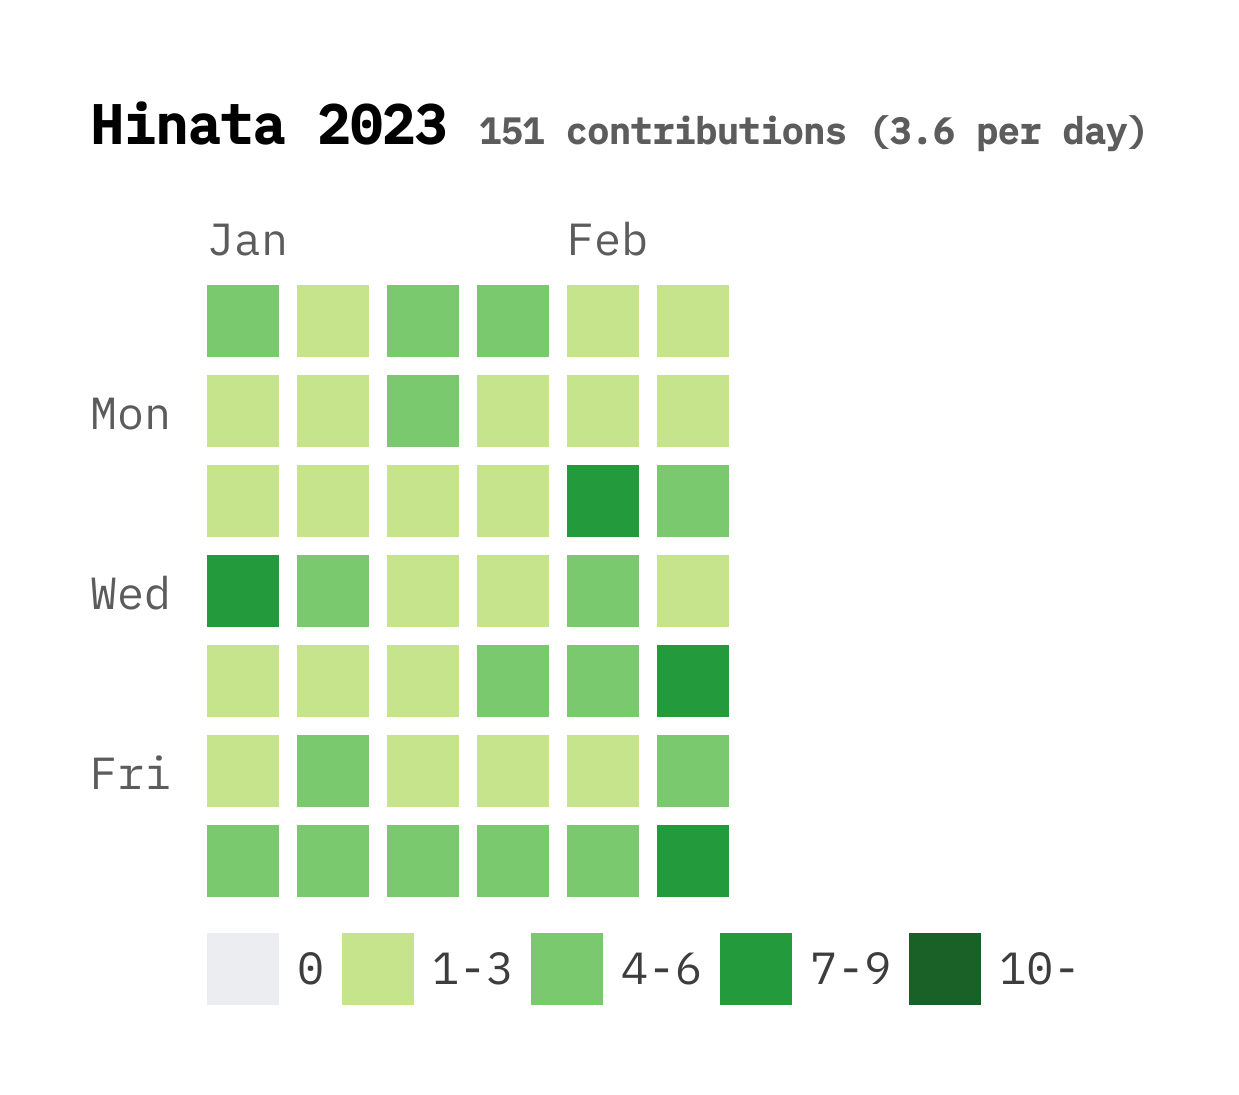 Hinata 2023 151 contributions (3.6 per day)
Jan Feb
Mon
Wed
Fri
0 1-3 4-6 7-9 10-